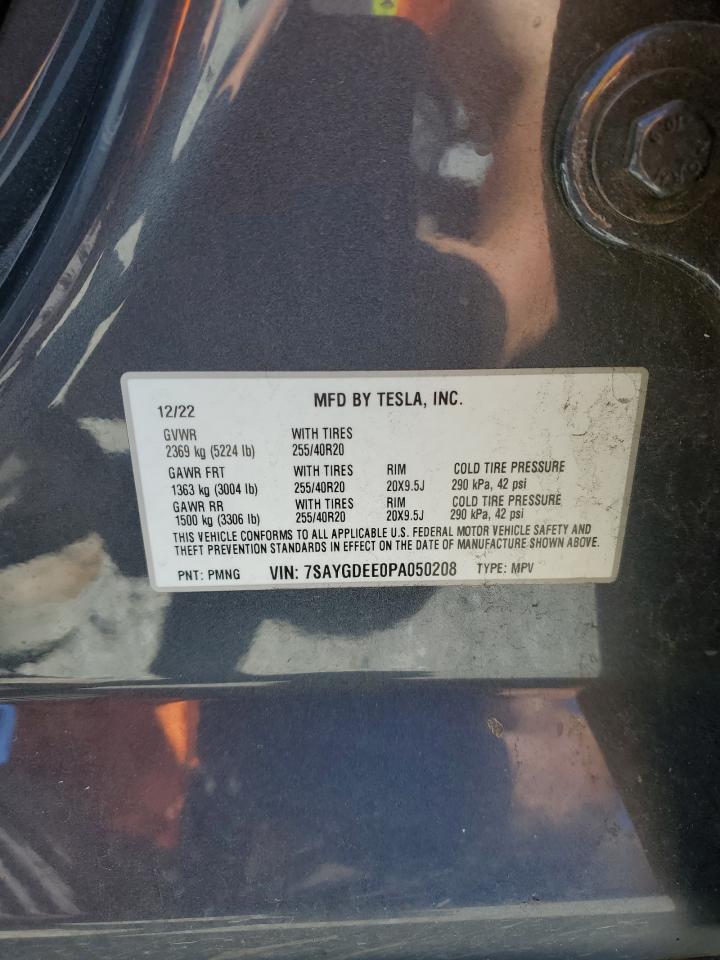 12/22 MFD BY TESLA, INC.
GVWR WITH TIRES
2369 kg (5224 lb) 255/40R20
GAWR FRT WITH TIRES RIM COLD TIRE PRESSURE
1363 kg (3004 lb) 255/40R20 20X9.5J 290 kPa, 42 psi
GAWR RR WITH TIRES RIM COLD TIRE PRESSURE
1500 kg (3306 lb) 255/40R20 20X9.5J 290 kPa, 42 psi
THIS VEHICLE CONFORMS TO ALL APPLICABLE U.S. FEDERAL MOTOR VEHICLE SAFETY AND
THEFT PREVENTION STANDARDS IN EFFECT ON THE DATE OF MANUFACTURE SHOWN ABOVE.
PNT: PMNG VIN: 7SAYGDEE0PA050208 TYPE: MPV